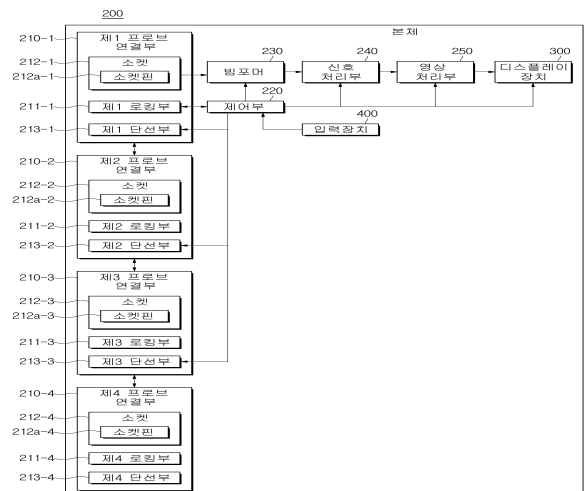 200
본체
210-1
제1 프로브
연결부
212-1
소켓
212a-1
소켓핀
211-1
제1 로킹부
213-1
제1 단선부
230
빔포머
240
신호
처리부
250
영상
처리부
300
디스플레이
장치
220
제어부
400
입력장치
210-2
제2 프로브
연결부
212-2
소켓
212a-2
소켓핀
211-2
제2 로킹부
213-2
제2 단선부
210-3
제3 프로브
연결부
212-3
소켓
212a-3
소켓핀
211-3
제3 로킹부
213-3
제3 단선부
210-4
제4 프로브
연결부
212-4
소켓
212a-4
소켓핀
211-4
제4 로킹부
213-4
제4 단선부